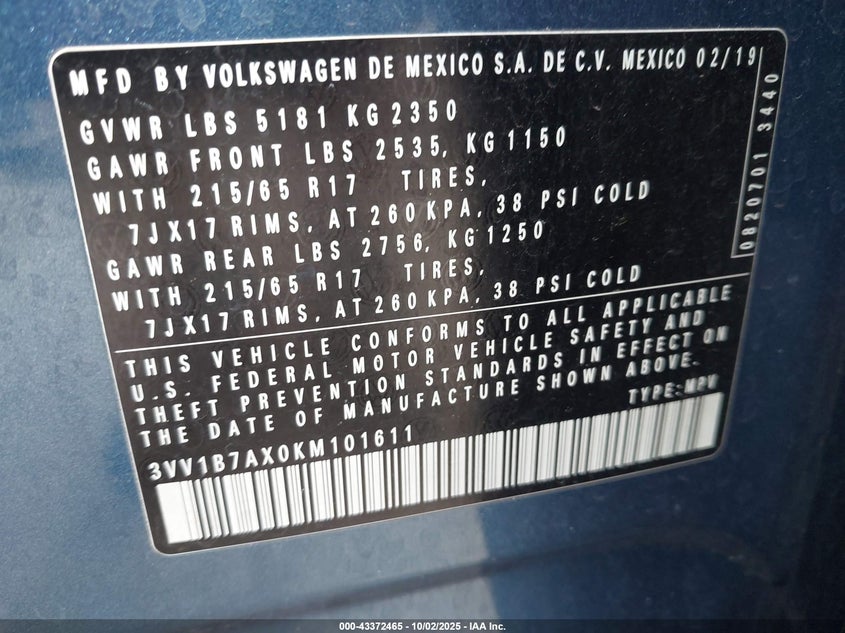 MFD BY VOLKSWAGEN DE MEXICO S.A. DE C.V. MEXICO 02/19
GVWR LBS 5181 KG 2350
GAWR FRONT LBS 2535, KG 1150
WITH 215/65 R17 TIRES,
7JX17 RIMS, AT 260 KPA, 38 PSI COLD
GAWR REAR LBS 2756, KG 1250
WITH 215/65 R17 TIRES,
7JX17 RIMS, AT 260 KPA, 38 PSI COLD
0820701 3440
THIS VEHICLE CONFORMS TO ALL APPLICABLE
U.S. FEDERAL MOTOR VEHICLE SAFETY AND
THEFT PREVENTION STANDARDS IN EFFECT ON
THE DATE OF MANUFACTURE SHOWN ABOVE.
TYPE: MPV
3VV1B7AX0KM101611
000-43372465 - 10/02/2025 - IAA Inc.